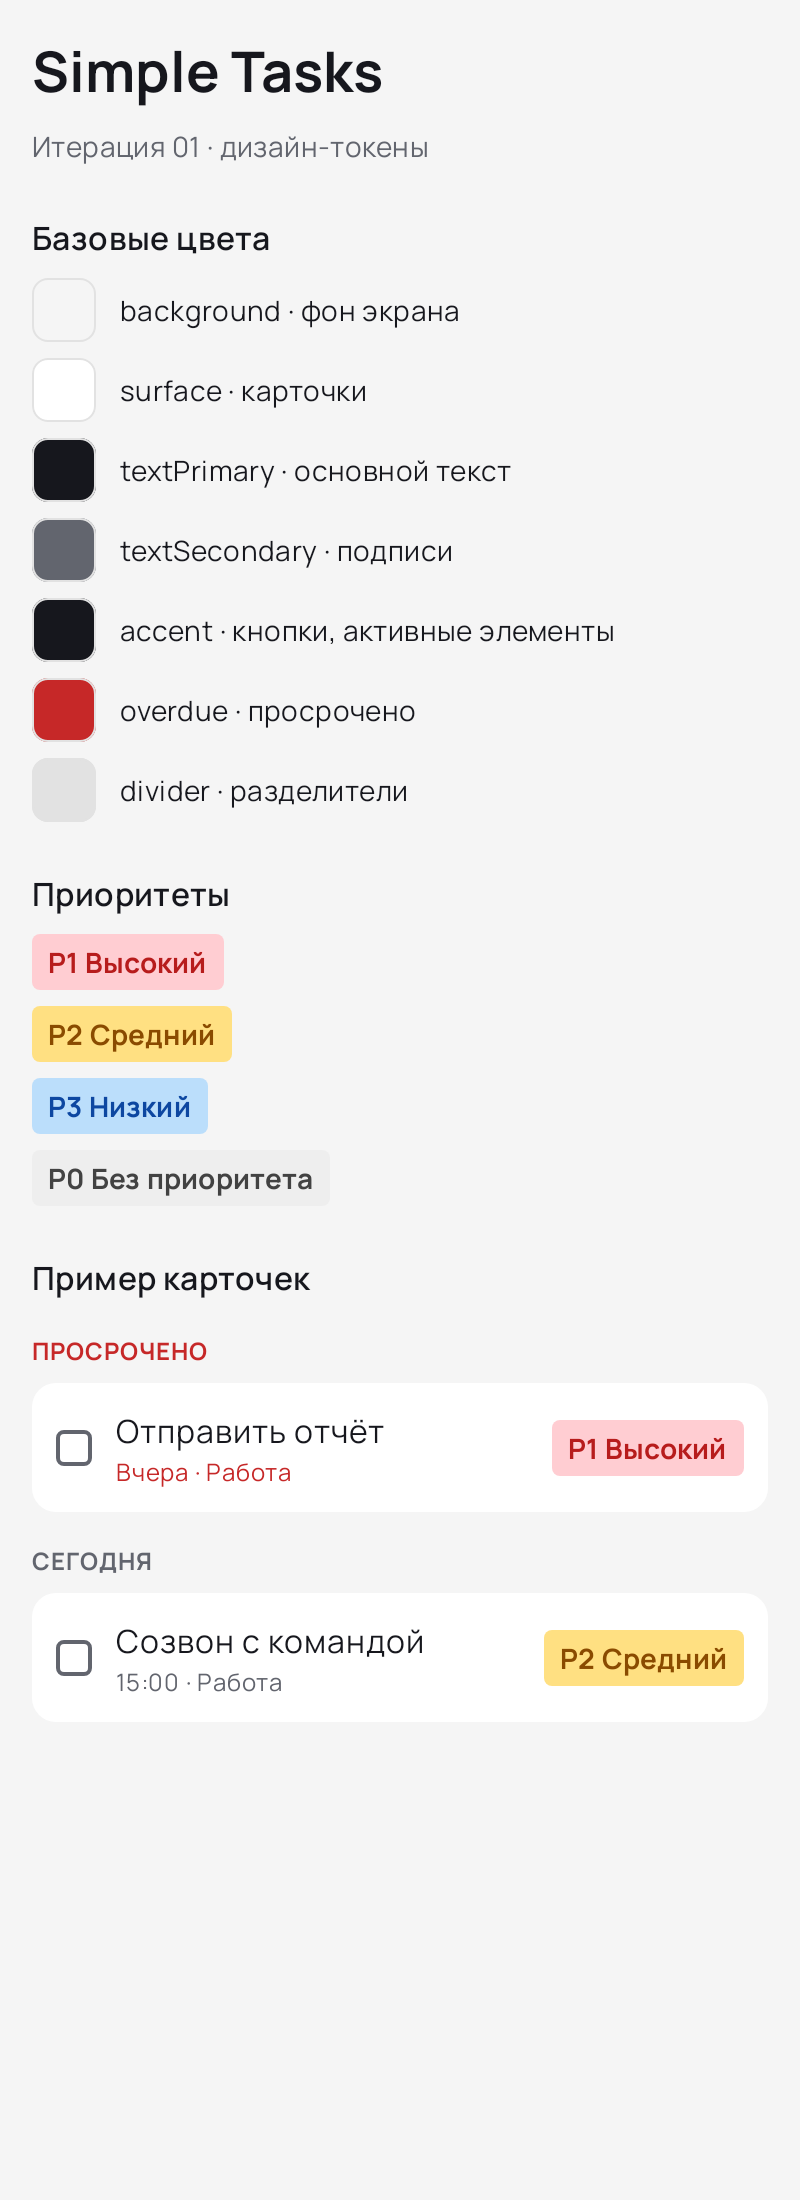 Simple Tasks
Итерация 01 · дизайн-токены
Базовые цвета
background · фон экрана
surface · карточки
textPrimary · основной текст
textSecondary · подписи
accent · кнопки, активные элементы
overdue · просрочено
divider · разделители
Приоритеты
P1 Высокий
P2 Средний
P3 Низкий
P0 Без приоритета
Пример карточек
ПРОСРОЧЕНО
Отправить отчёт
P1 Высокий
Вчера · Работа
СЕГОДНЯ
Созвон с командой
P2 Средний
15:00 · Работа